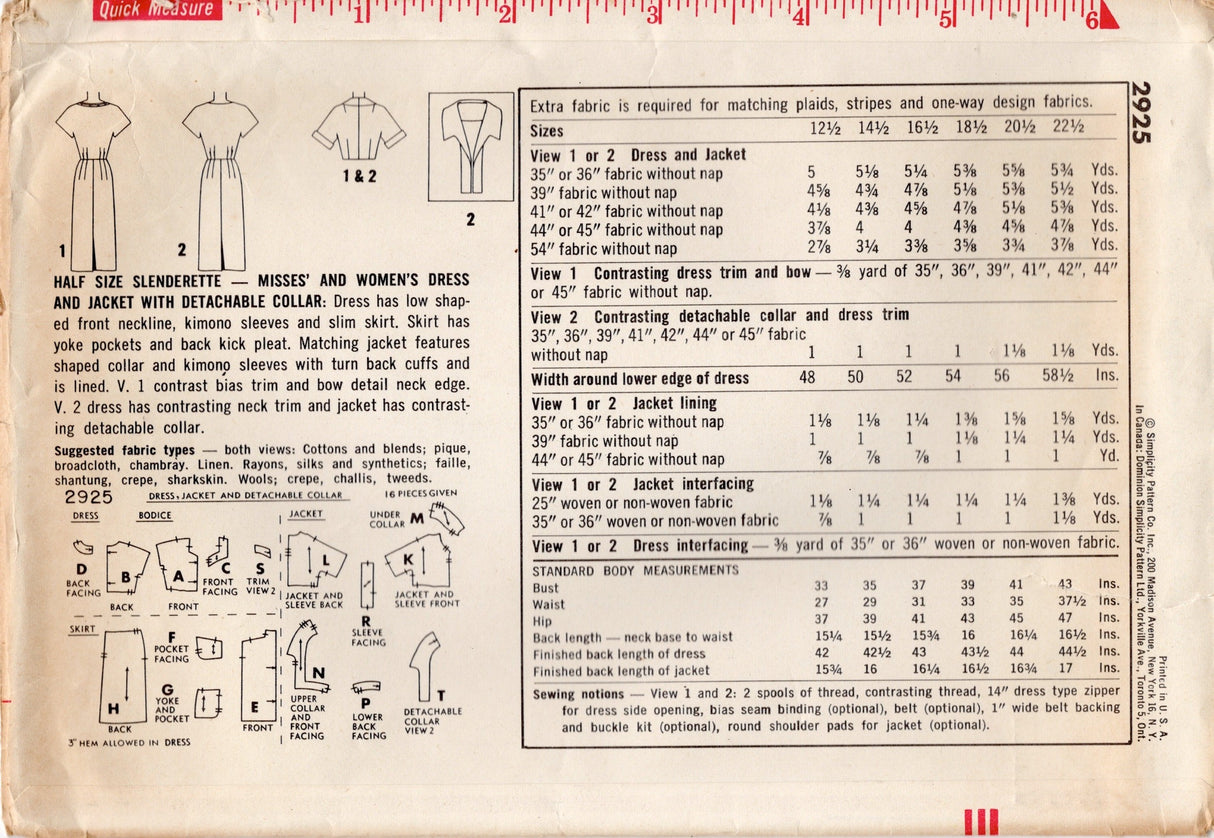 Quick Measure
1 2 3 4 5 6
1
2
1 & 2
2
HALF SIZE SLENDERETTE — MISSES' AND WOMEN'S DRESS
AND JACKET WITH DETACHABLE COLLAR: Dress has low shap-
ed front neckline, kimono sleeves and slim skirt. Skirt has
yoke pockets and back kick pleat. Matching jacket features
shaped collar and kimono sleeves with turn back cuffs and
is lined. V. 1 contrast bias trim and bow detail neck edge.
V. 2 dress has contrasting neck trim and jacket has contrast-
ing detachable collar.
Suggested fabric types — both views: Cottons and blends; pique,
broadcloth, chambray. Linen. Rayons, silks and synthetics; faille,
shantung, crepe, sharkskin. Wools; crepe, challis, tweeds.
2925 DRESS, JACKET AND DETACHABLE COLLAR 16 PIECES GIVEN
DRESS BODICE
D
BACK
FACING
B
BACK
A
FRONT
C
FRONT
FACING
S
TRIM
VIEW 2
SKIRT
H
BACK
F
POCKET
FACING
G
YOKE
AND
POCKET
E
FRONT
3" HEM ALLOWED IN DRESS
JACKET
UNDER
COLLAR M
L
JACKET AND
SLEEVE BACK
R
SLEEVE
FACING
K
JACKET AND
SLEEVE FRONT
N
UPPER
COLLAR
AND
FRONT
FACING
P
LOWER
BACK
FACING
T
DETACHABLE
COLLAR
VIEW 2
Extra fabric is required for matching plaids, stripes and one-way design fabrics.
Sizes 12½ 14½ 16½ 18½ 20½ 22½
View 1 or 2 Dress and Jacket
35" or 36" fabric without nap 5 5⅛ 5¼ 5⅜ 5⅝ 5¾ Yds.
39" fabric without nap 4⅝ 4¾ 4⅞ 5⅛ 5⅜ 5½ Yds.
41" or 42" fabric without nap 4⅛ 4⅜ 4⅝ 4⅞ 5⅛ 5⅜ Yds.
44" or 45" fabric without nap 3⅞ 4 4 4⅜ 4⅝ 4⅞ Yds.
54" fabric without nap 2⅞ 3¼ 3⅜ 3⅝ 3¾ 3⅞ Yds.
View 1 Contrasting dress trim and bow — ⅜ yard of 35", 36", 39", 41", 42", 44"
or 45" fabric without nap.
View 2 Contrasting detachable collar and dress trim
35", 36", 39", 41", 42", 44" or 45" fabric
without nap 1 1 1 1 1⅛ 1⅛ Yds.
Width around lower edge of dress 48 50 52 54 56 58½ Ins.
View 1 or 2 Jacket lining
35" or 36" fabric without nap 1⅛ 1⅛ 1¼ 1⅜ 1⅝ 1⅝ Yds.
39" fabric without nap 1 1 1 1⅛ 1¼ 1¼ Yds.
44" or 45" fabric without nap ⅞ ⅞ ⅞ 1 1 1 Yd.
View 1 or 2 Jacket interfacing
25" woven or non-woven fabric 1⅛ 1¼ 1¼ 1¼ 1¼ 1⅜ Yds.
35" or 36" woven or non-woven fabric ⅞ 1 1 1 1 1⅛ Yds.
View 1 or 2 Dress interfacing — ⅜ yard of 35" or 36" woven or non-woven fabric.
STANDARD BODY MEASUREMENTS
Bust 33 35 37 39 41 43 Ins.
Waist 27 29 31 33 35 37½ Ins.
Hip 37 39 41 43 45 47 Ins.
Back length — neck base to waist 15¼ 15½ 15¾ 16 16¼ 16½ Ins.
Finished back length of dress 42 42½ 43 43½ 44 44½ Ins.
Finished back length of jacket 15¾ 16 16¼ 16½ 16¾ 17 Ins.
Sewing notions — View 1 and 2: 2 spools of thread, contrasting thread, 14" dress type zipper
for dress side opening, bias seam binding (optional), belt (optional), 1" wide belt backing
and buckle kit (optional), round shoulder pads for jacket (optional).
2925
© Simplicity Pattern Co. Inc., 200 Madison Avenue, New York 16, N. Y.
In Canada: Dominion Simplicity Pattern Ltd., Yorkville Ave., Toronto 5, Ont.
Printed in U. S. A.